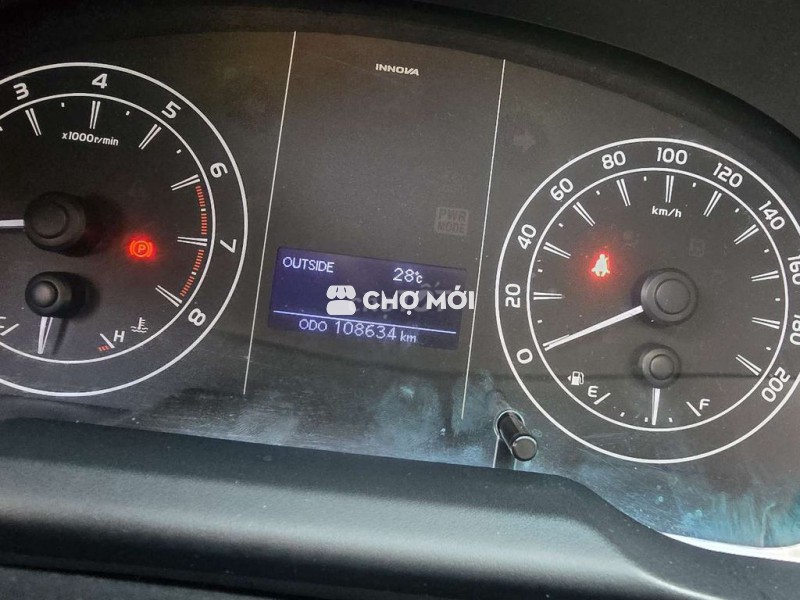 INNOVA
3
4
5
6
7
8
x1000r/min
P
H
PWR
MODE
OUTSIDE
28°C
CHỢ MỚI
ODO 108634 km
0
20
40
60
80
100
120
140
160
180
200
km/h
E
F